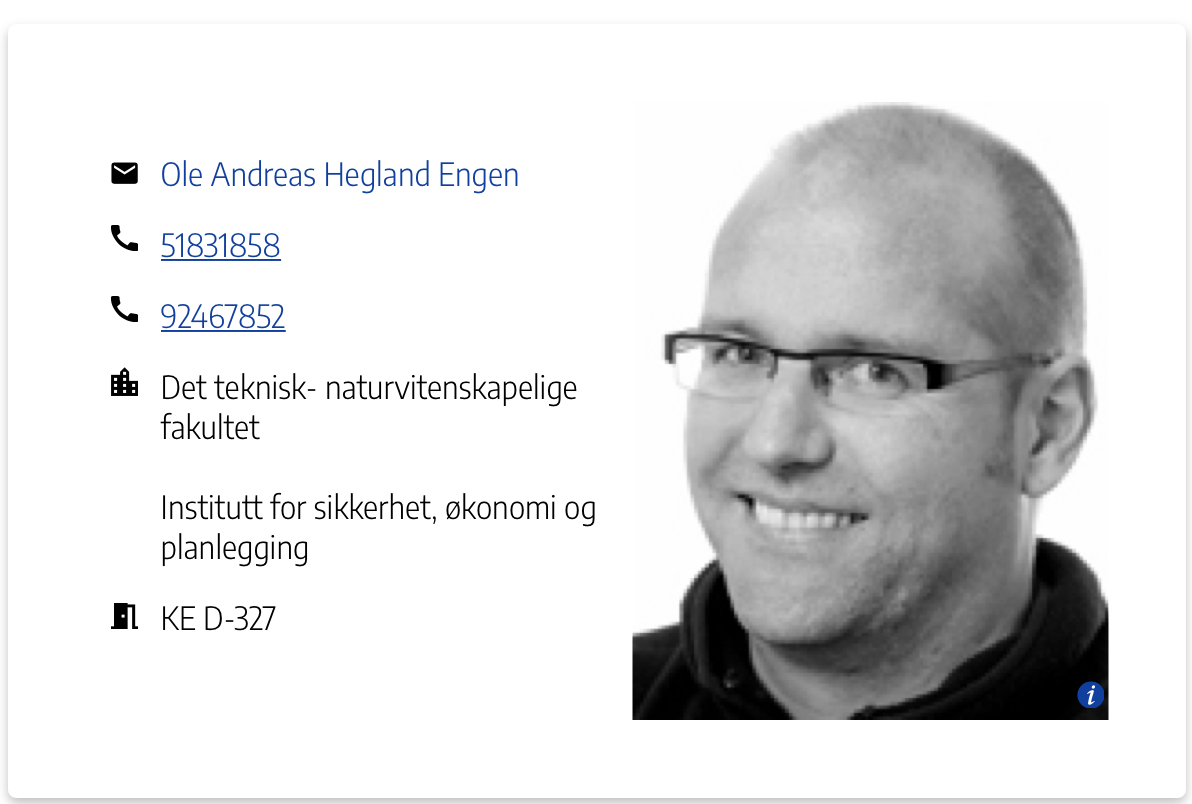 Ole Andreas Hegland Engen
51831858
92467852
Det teknisk- naturvitenskapelige
fakultet
Institutt for sikkerhet, økonomi og
planlegging
KE D-327
i